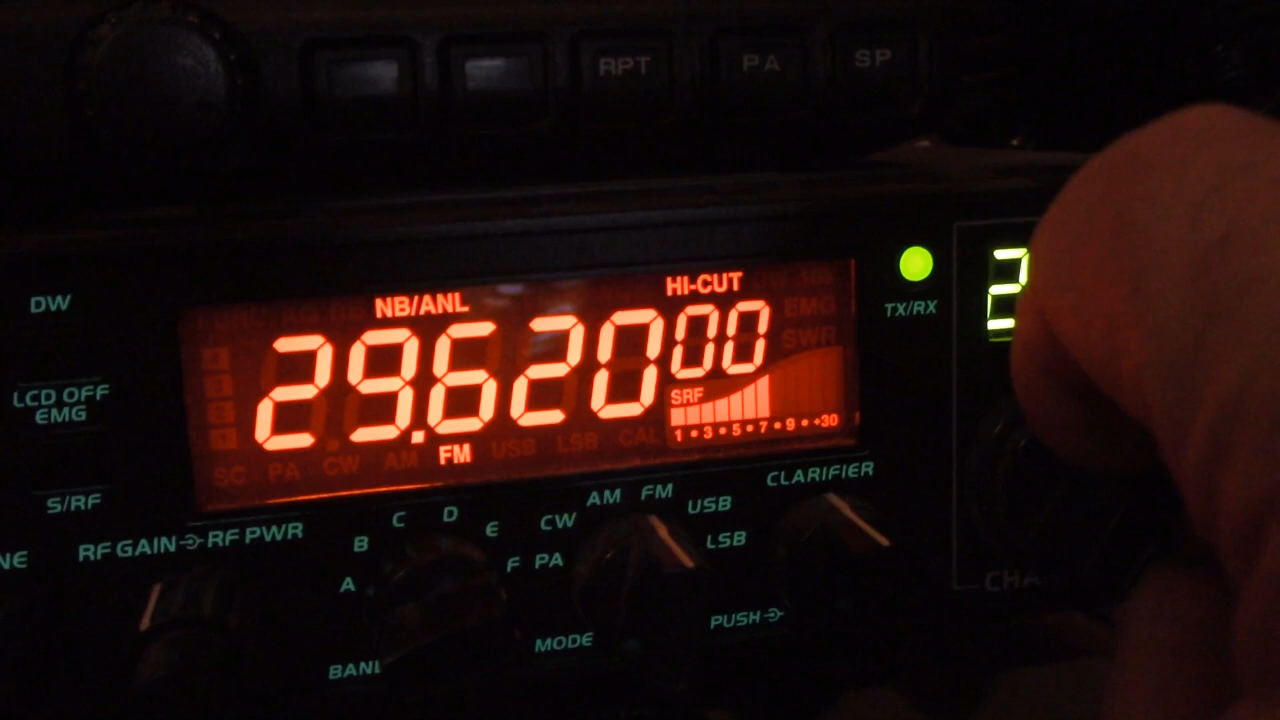 RPT PA SP
DW
NB/ANL HI-CUT
29.62000
EMG
SWR
TX/RX
2
LCD OFF
EMG
SRF
1 • 3 • 5 • 7 • 9 • +30
SC PA CW AM FM USB LSB CAL
S/RF
RF GAIN RF PWR
A B C D E F
PA CW AM FM USB LSB
CLARIFIER
MODE
PUSH